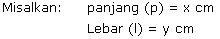 Misalkan: panjang (p) = x cm
Lebar (l) = y cm